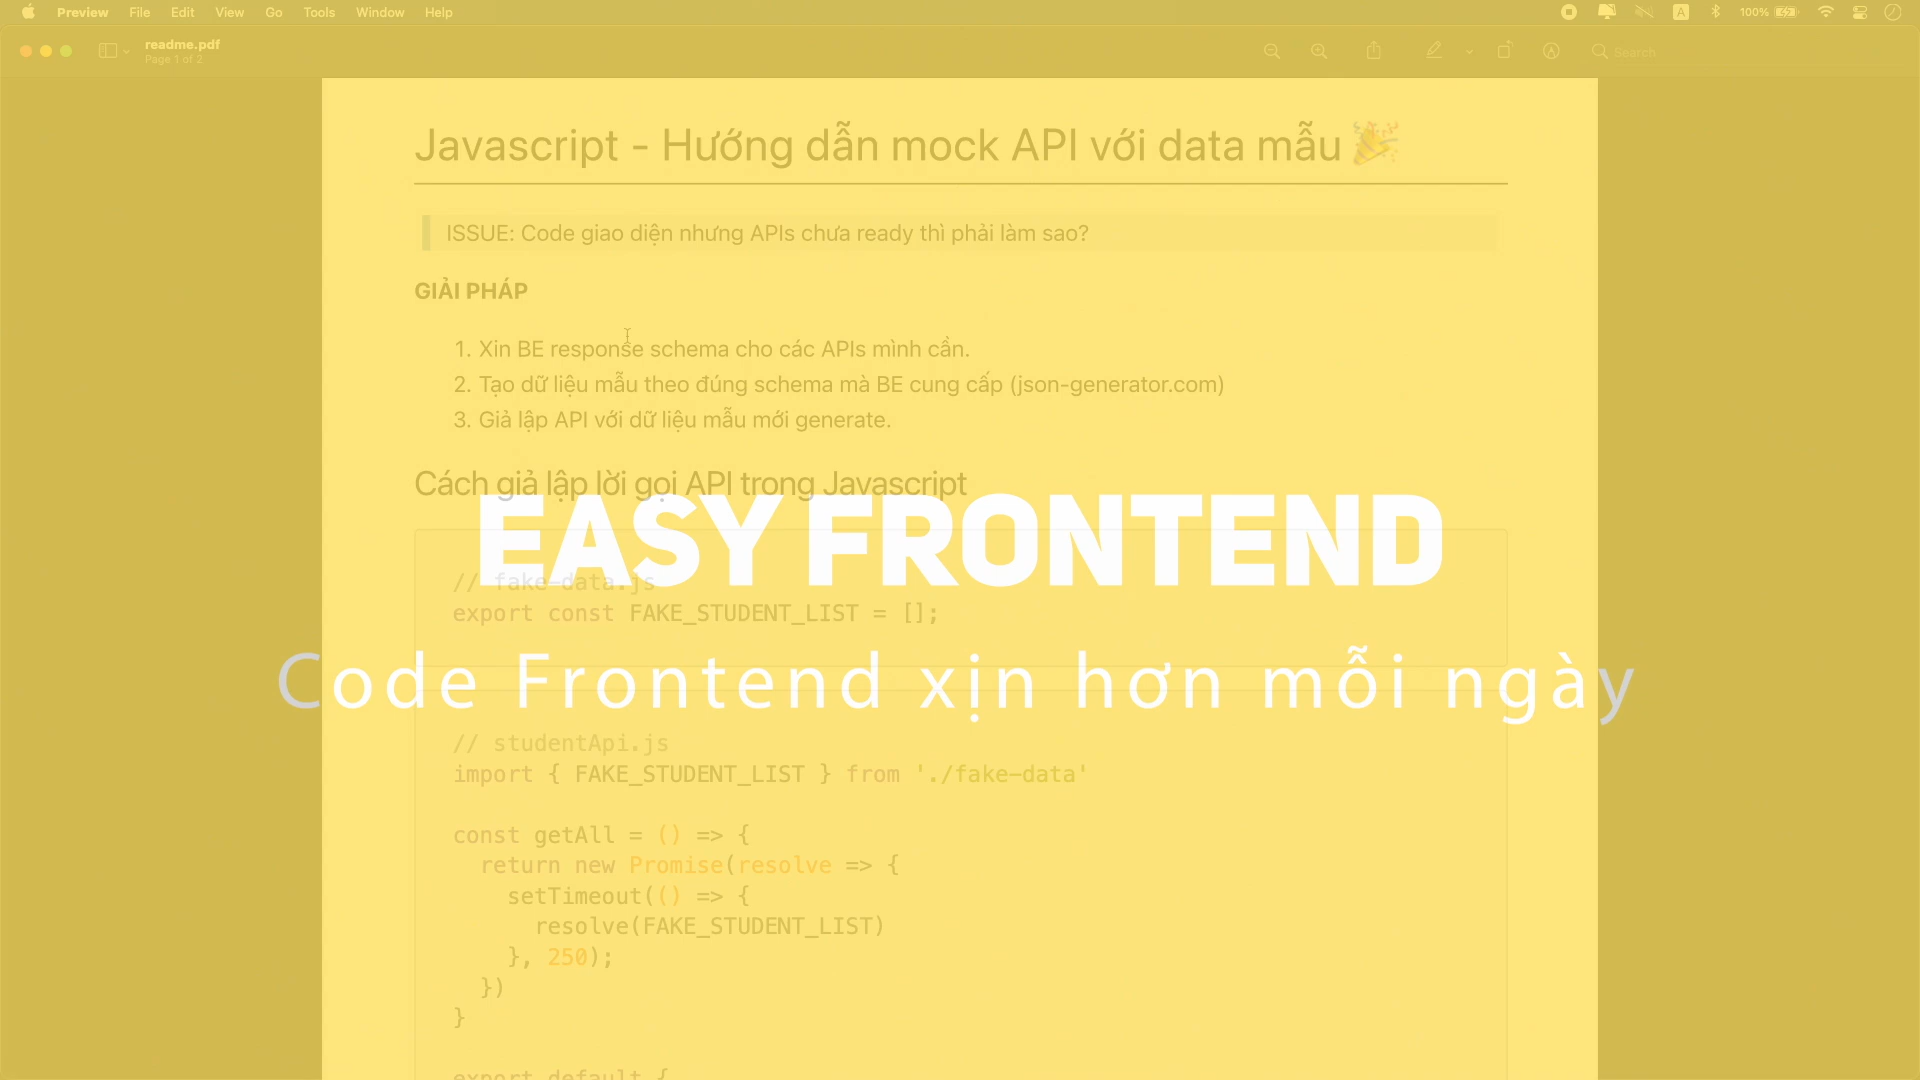 Preview File Edit View Go Tools Window Help
A 100%
readme.pdf
Page 1 of 2
Search
Javascript - Hướng dẫn mock API với data mẫu 🎉
ISSUE: Code giao diện nhưng APIs chưa ready thì phải làm sao?
GIẢI PHÁP
1. Xin BE response schema cho các APIs mình cần.
2. Tạo dữ liệu mẫu theo đúng schema mà BE cung cấp (json-generator.com)
3. Giả lập API với dữ liệu mẫu mới generate.
Cách giả lập lời gọi API trong Javascript
EASY FRONTEND
// fake-data.js
export const FAKE_STUDENT_LIST = [];
Code Frontend xịn hơn mỗi ngày
// studentApi.js
import { FAKE_STUDENT_LIST } from './fake-data'
const getAll = () => {
return new Promise(resolve => {
setTimeout(() => {
resolve(FAKE_STUDENT_LIST)
}, 250);
})
}
export default {